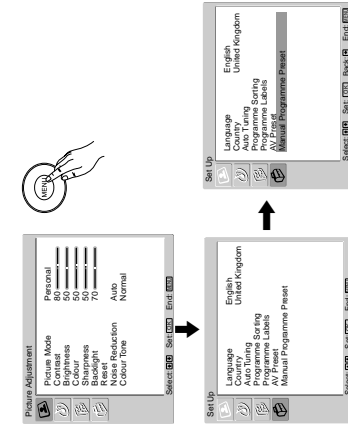 MENU
Picture Adjustment
Picture Mode Personal
Contrast 80
Brightness 50
Colour 50
Sharpness 50
Backlight 70
Reset
Noise Reduction Auto
Colour Tone Normal
Select: Set: OK End:
Set Up
Language English
Country United Kingdom
Auto Tuning
Programme Sorting
Programme Labels
AV Preset
Manual Programme Preset
Select Set OK End:
Set Up
Language English
Country United Kingdom
Auto Tuning
Programme Sorting
Programme Labels
AV Preset
Manual Programme Preset
Select: Set: OK Back: End: